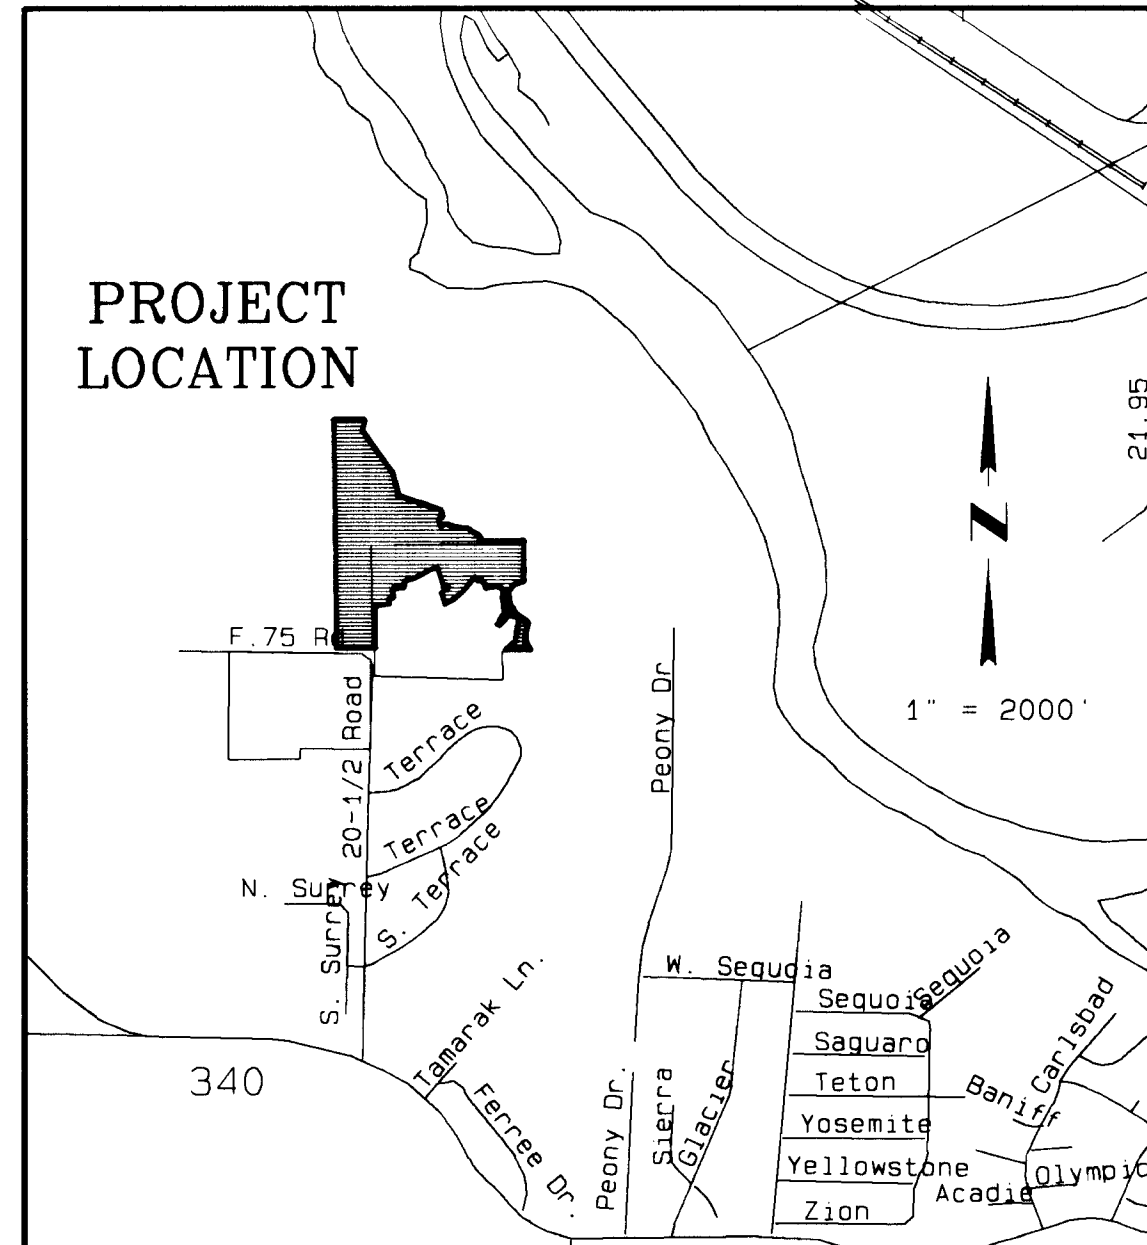 PROJECT
LOCATION
21.95
N
1" = 2000'
F.75 Rd
20-1/2 Road
Terrace
Terrace
S. Terrace
N. Surrey
S. Surrey
Peony Dr
W. Sequoia
Sequoia
Sequoia
Saguaro
Teton
Yosemite
Yellowstone
Zion
Carlsbad
Baniff
Olympic
Acadie
Tamarak Ln.
Ferree Dr.
Peony Dr.
Sierra
Glacier
340